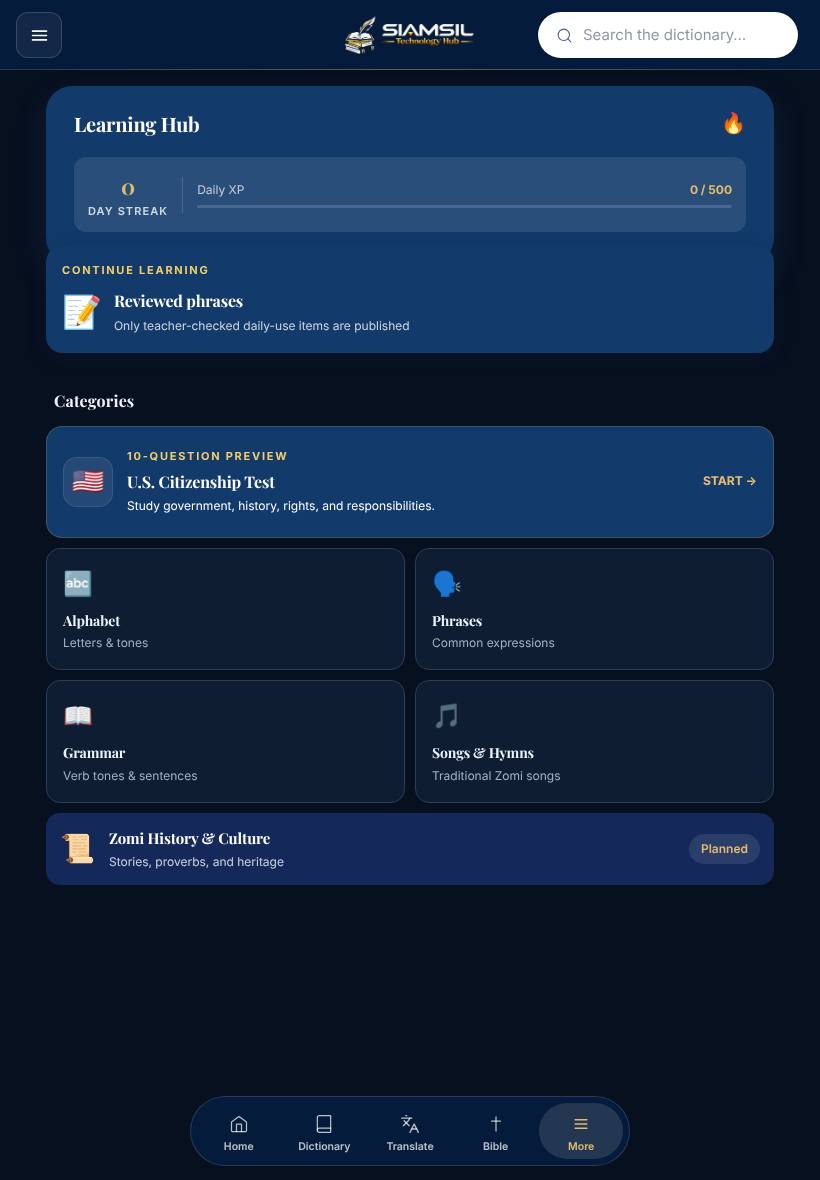 SIAMSIL
Technology Hub
Search the dictionary...
Learning Hub
0
DAY STREAK
Daily XP
0 / 500
CONTINUE LEARNING
Reviewed phrases
Only teacher-checked daily-use items are published
Categories
10-QUESTION PREVIEW
U.S. Citizenship Test
Study government, history, rights, and responsibilities.
START →
abc
Alphabet
Letters & tones
Phrases
Common expressions
Grammar
Verb tones & sentences
Songs & Hymns
Traditional Zomi songs
Zomi History & Culture
Stories, proverbs, and heritage
Planned
Home
Dictionary
Translate
Bible
More